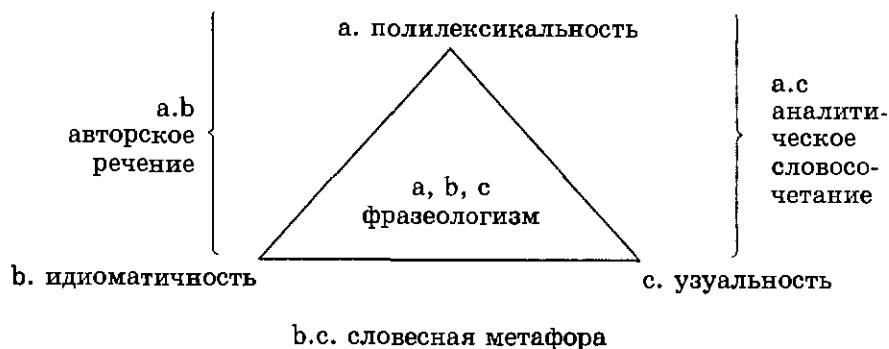 a. полилексикальность
a.b
авторское
речение
a.c
аналити-
ческое
словосо-
четание
a, b, c
фразеологизм
b. идиоматичность
c. узуальность
b.c. словесная метафора